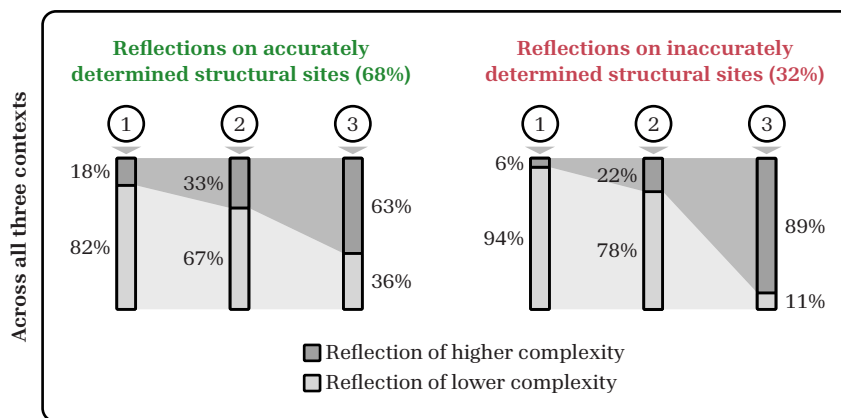 Across all three contexts
Reflections on accurately
determined structural sites (68%)
1
2
3
18%
33%
63%
82%
67%
36%
Reflections on inaccurately
determined structural sites (32%)
1
2
3
6%
22%
89%
94%
78%
11%
Reflection of higher complexity
Reflection of lower complexity